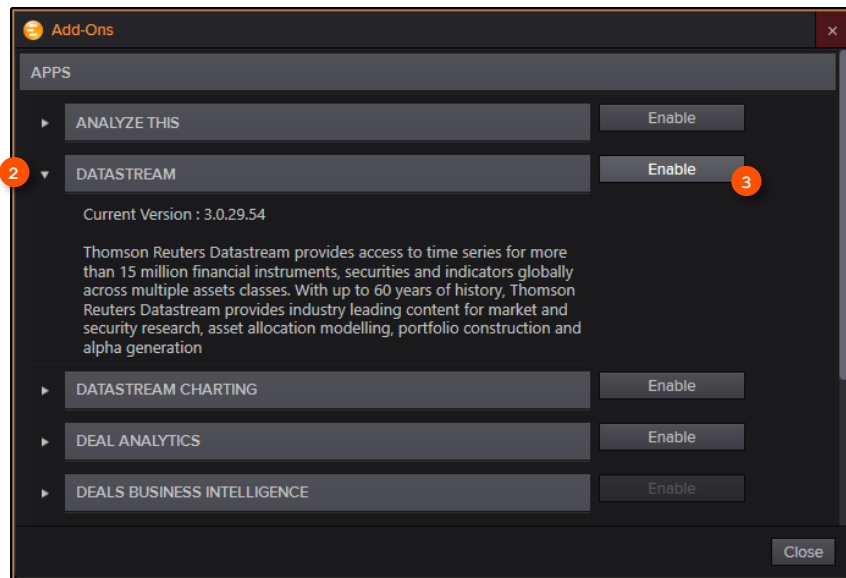 Add-Ons
×
APPS
ANALYZE THIS
Enable
2
DATASTREAM
Enable
3
Current Version : 3.0.29.54
Thomson Reuters Datastream provides access to time series for more
than 15 million financial instruments, securities and indicators globally
across multiple assets classes. With up to 60 years of history, Thomson
Reuters Datastream provides industry leading content for market and
security research, asset allocation modelling, portfolio construction and
alpha generation
DATASTREAM CHARTING
Enable
DEAL ANALYTICS
Enable
DEALS BUSINESS INTELLIGENCE
Enable
Close